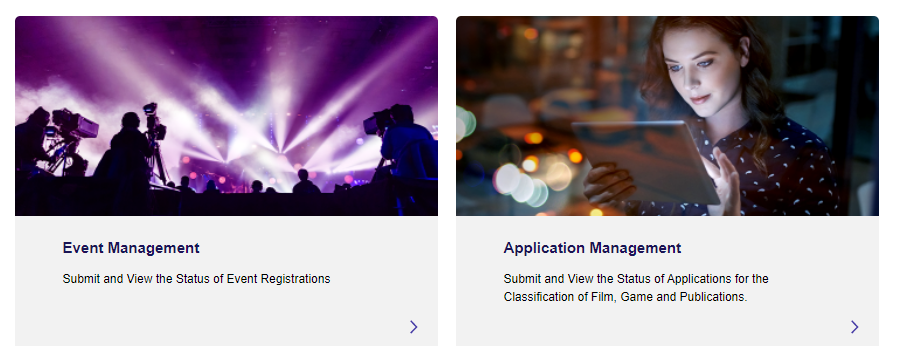 Event Management
Submit and View the Status of Event Registrations
Application Management
Submit and View the Status of Applications for the
Classification of Film, Game and Publications.